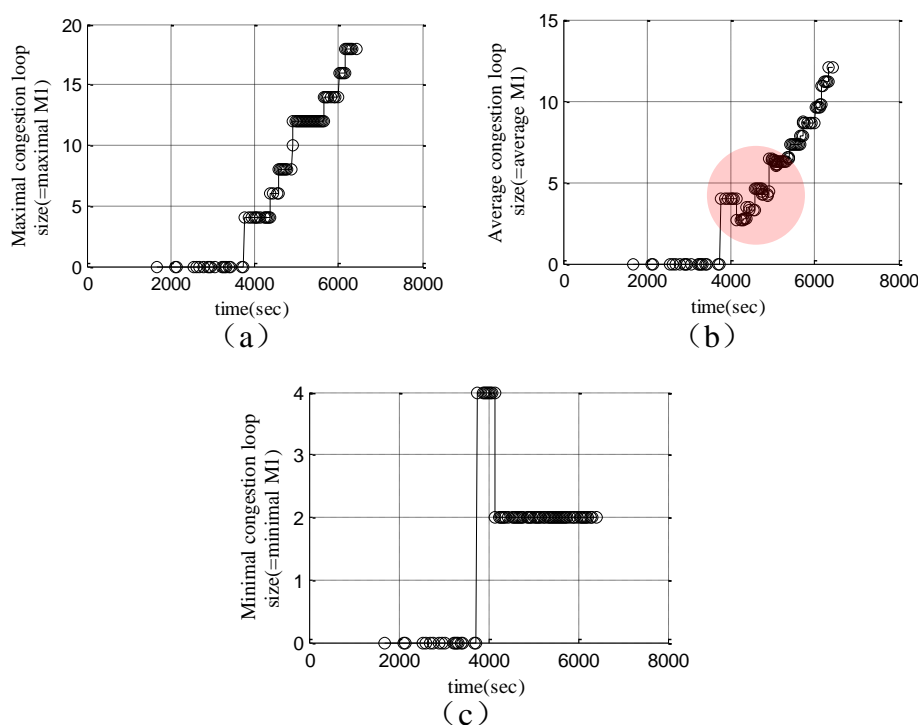 20
15
10
5
0
0
2000
4000
6000
8000
Maximal congestion loop
size(=maximal M1)
time(sec)
(a)
15
10
5
0
0
2000
4000
6000
8000
Average congestion loop
size(=average M1)
time(sec)
(b)
4
3
2
1
0
0
2000
4000
6000
8000
Minimal congestion loop
size(=minimal M1)
time(sec)
(c)